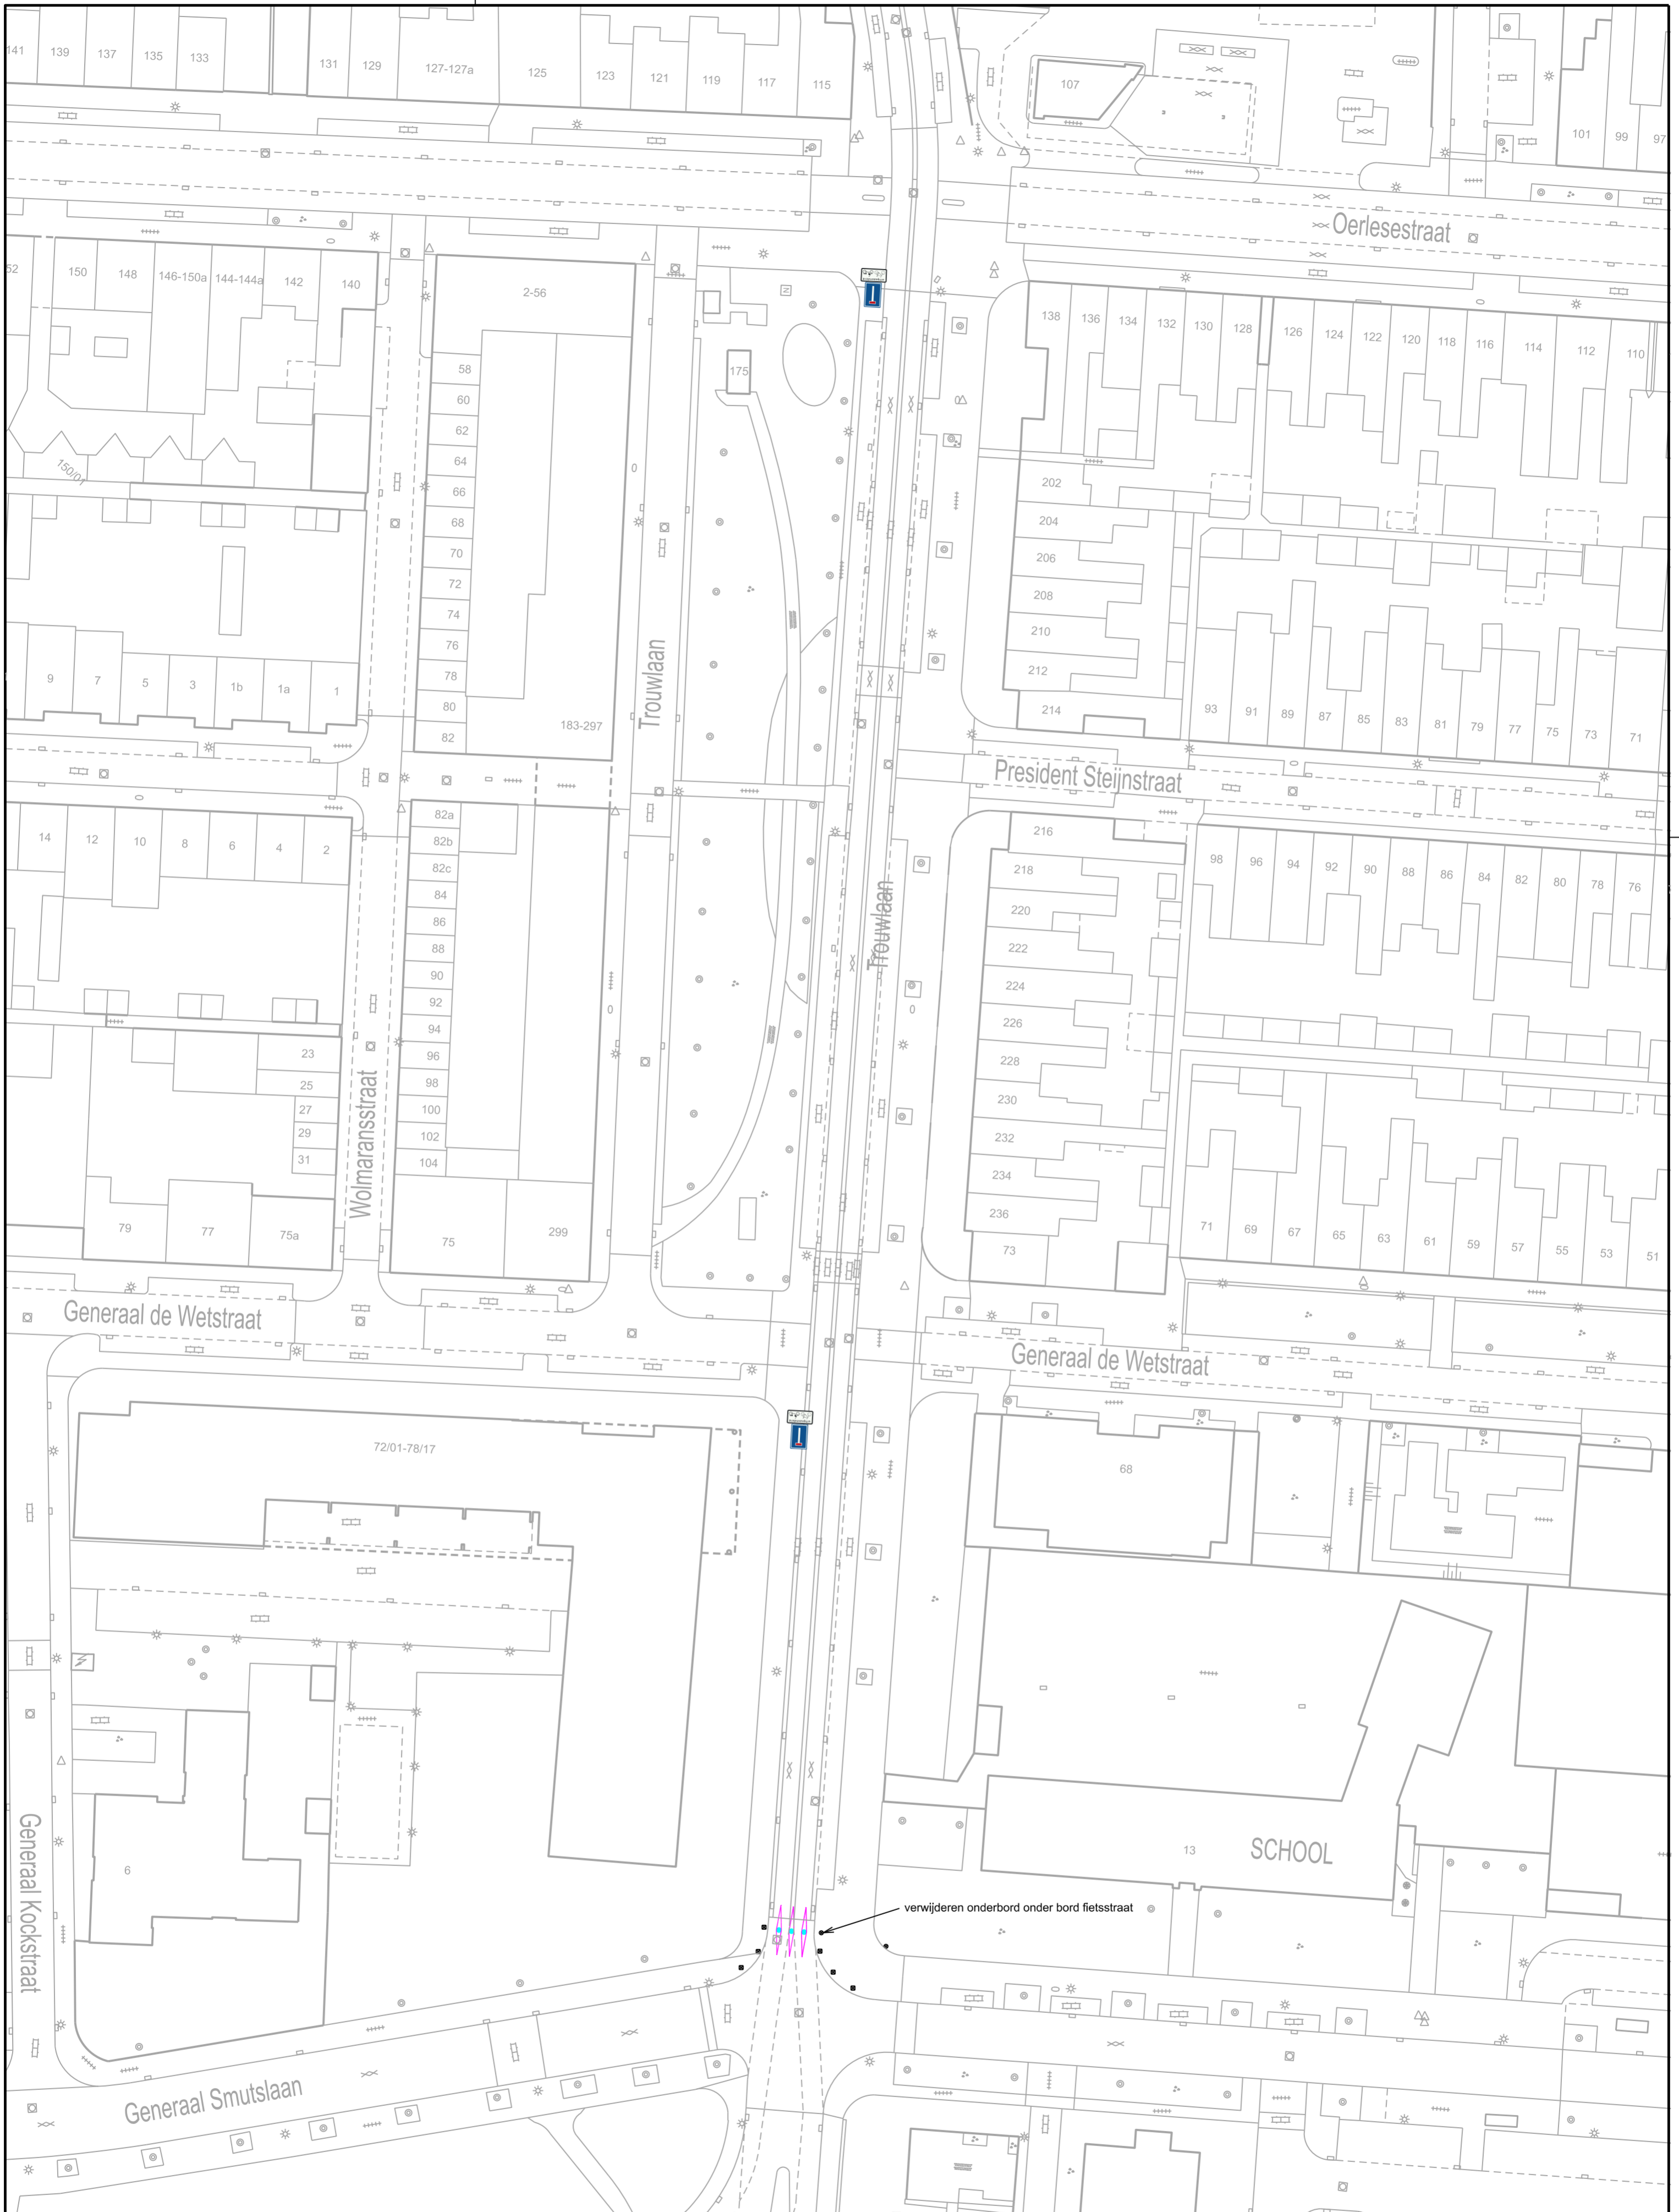 141 139 137 135 133 131 129 127-127a 125 123 121 119 117 115 107 101 99 97
Oerlesestraat
52 150 148 146-150a 144-144a 142 140 2-56
138 136 134 132 130 128 126 124 122 120 118 116 114 112 110
175
58
60
62
64
66
68
70
72
74
76
78
80
82
150/01
202
204
206
208
210
212
214
9 7 5 3 1b 1a 1
183-297
Trouwlaan
93 91 89 87 85 83 81 79 77 75 73 71
President Steijnstraat
14 12 10 8 6 4 2
82a
82b
82c
84
86
88
90
92
94
96
98
100
102
104
216
218
220
222
224
226
228
230
232
234
236
73
98 96 94 92 90 88 86 84 82 80 78 76
Trouwlaan
23
25
27
29
31
Wolmaransstraat
79 77 75a 75 299
71 69 67 65 63 61 59 57 55 53 51
Generaal de Wetstraat
Generaal de Wetstraat
72/01-78/17
68
Generaal Kockstraat
6
13
SCHOOL
verwijderen onderbord onder bord fietsstraat
Generaal Smutslaan